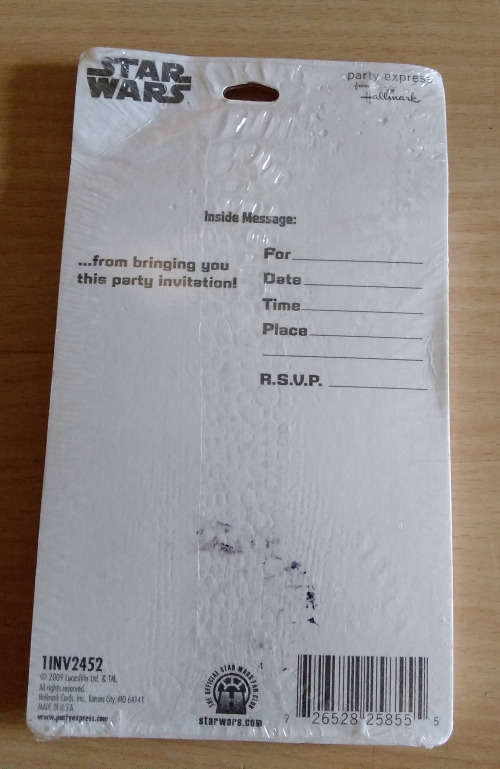 STAR
WARS
party express
from
Hallmark
Inside Message:
...from bringing you
this party invitation!
For
Date
Time
Place
R.S.V.P.
1INV2452
© 2009 Lucasfilm Ltd. & TM.
All rights reserved.
Hallmark Cards, Inc., Kansas City, MO 64141
MADE IN U.S.A.
www.partyexpress.com
THE OFFICIAL STAR WARS FAN CLUB
starwars.com
7 26528 25855 5